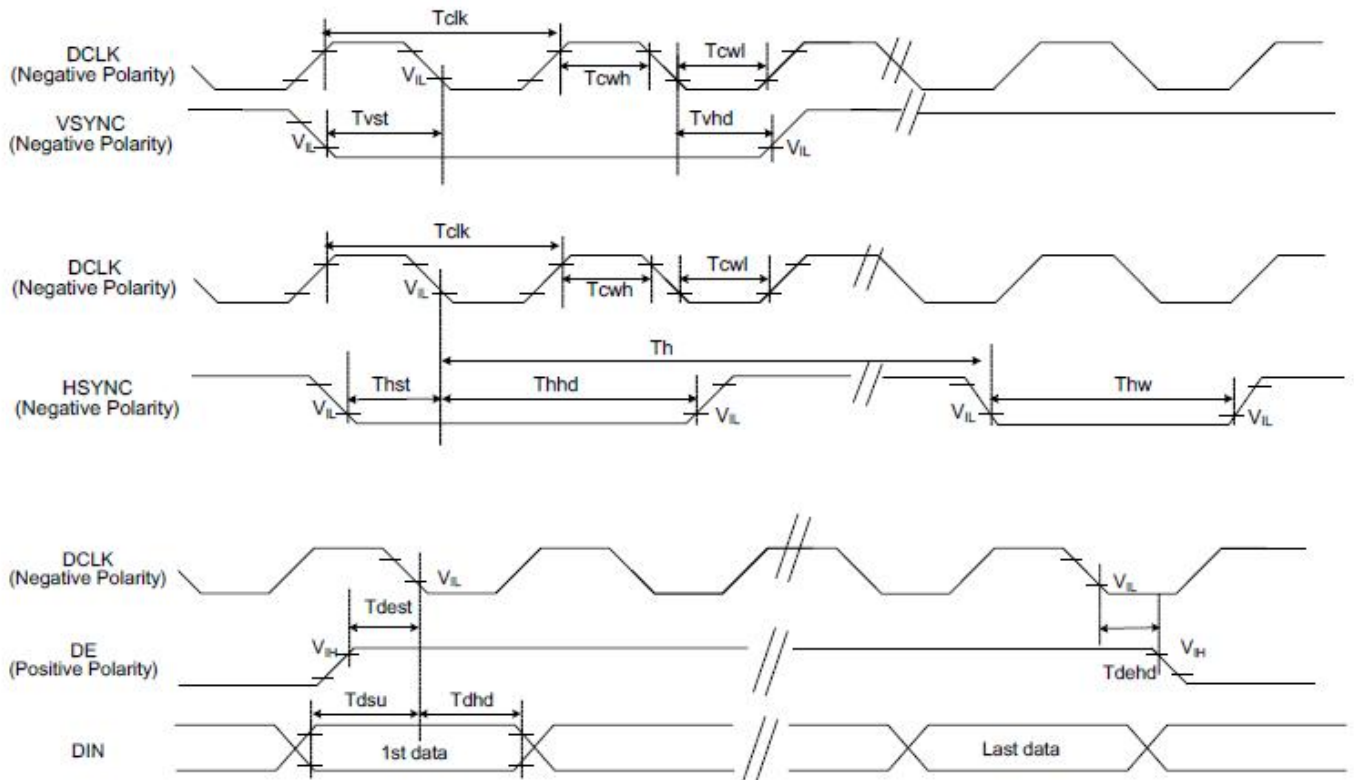 Tclk
DCLK
(Negative Polarity)
VIL
Tcwh
Tcwl
VSYNC
(Negative Polarity)
VIL
Tvst
Tvhd
VIL
Tclk
DCLK
(Negative Polarity)
VIL
Tcwh
Tcwl
Th
HSYNC
(Negative Polarity)
VIL
Thst
Thhd
VIL
VIL
Thw
VIL
DCLK
(Negative Polarity)
VIL
VIL
Tdest
DE
(Positive Polarity)
VIH
Tdehd
VIH
Tdsu
Tdhd
DIN
1st data
Last data